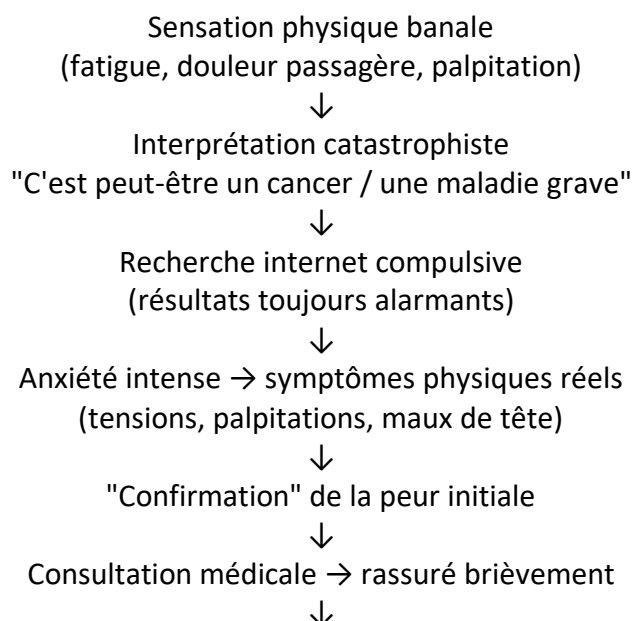 Sensation physique banale
(fatigue, douleur passagère, palpitation)
↓
Interprétation catastrophiste
"C'est peut-être un cancer / une maladie grave"
↓
Recherche internet compulsive
(résultats toujours alarmants)
↓
Anxiété intense → symptômes physiques réels
(tensions, palpitations, maux de tête)
↓
"Confirmation" de la peur initiale
↓
Consultation médicale → rassuré brièvement
↓